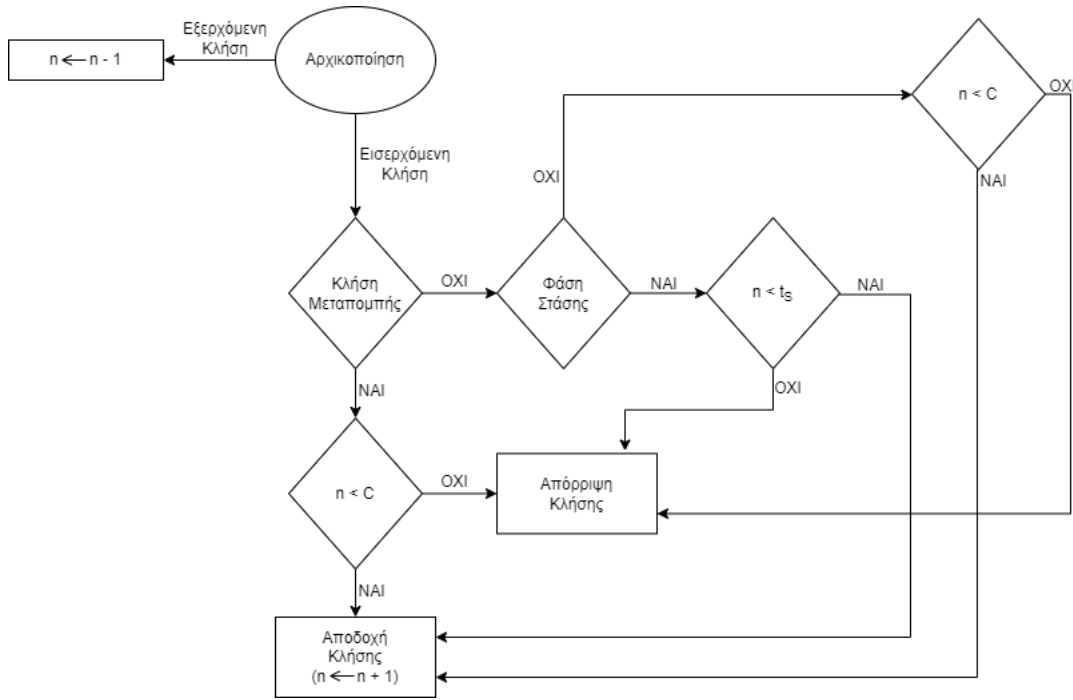 Εξερχόμενη
Κλήση
n ← n - 1
Αρχικοποίηση
n < C
ΟΧΙ
Εισερχόμενη
Κλήση
ΟΧΙ
ΝΑΙ
Κλήση
Μεταπομπής
ΟΧΙ
Φάση
Στάσης
ΝΑΙ
n < tS
ΝΑΙ
ΝΑΙ
ΟΧΙ
n < C
ΟΧΙ
Απόρριψη
Κλήσης
ΝΑΙ
Αποδοχή
Κλήσης
(n ← n + 1)